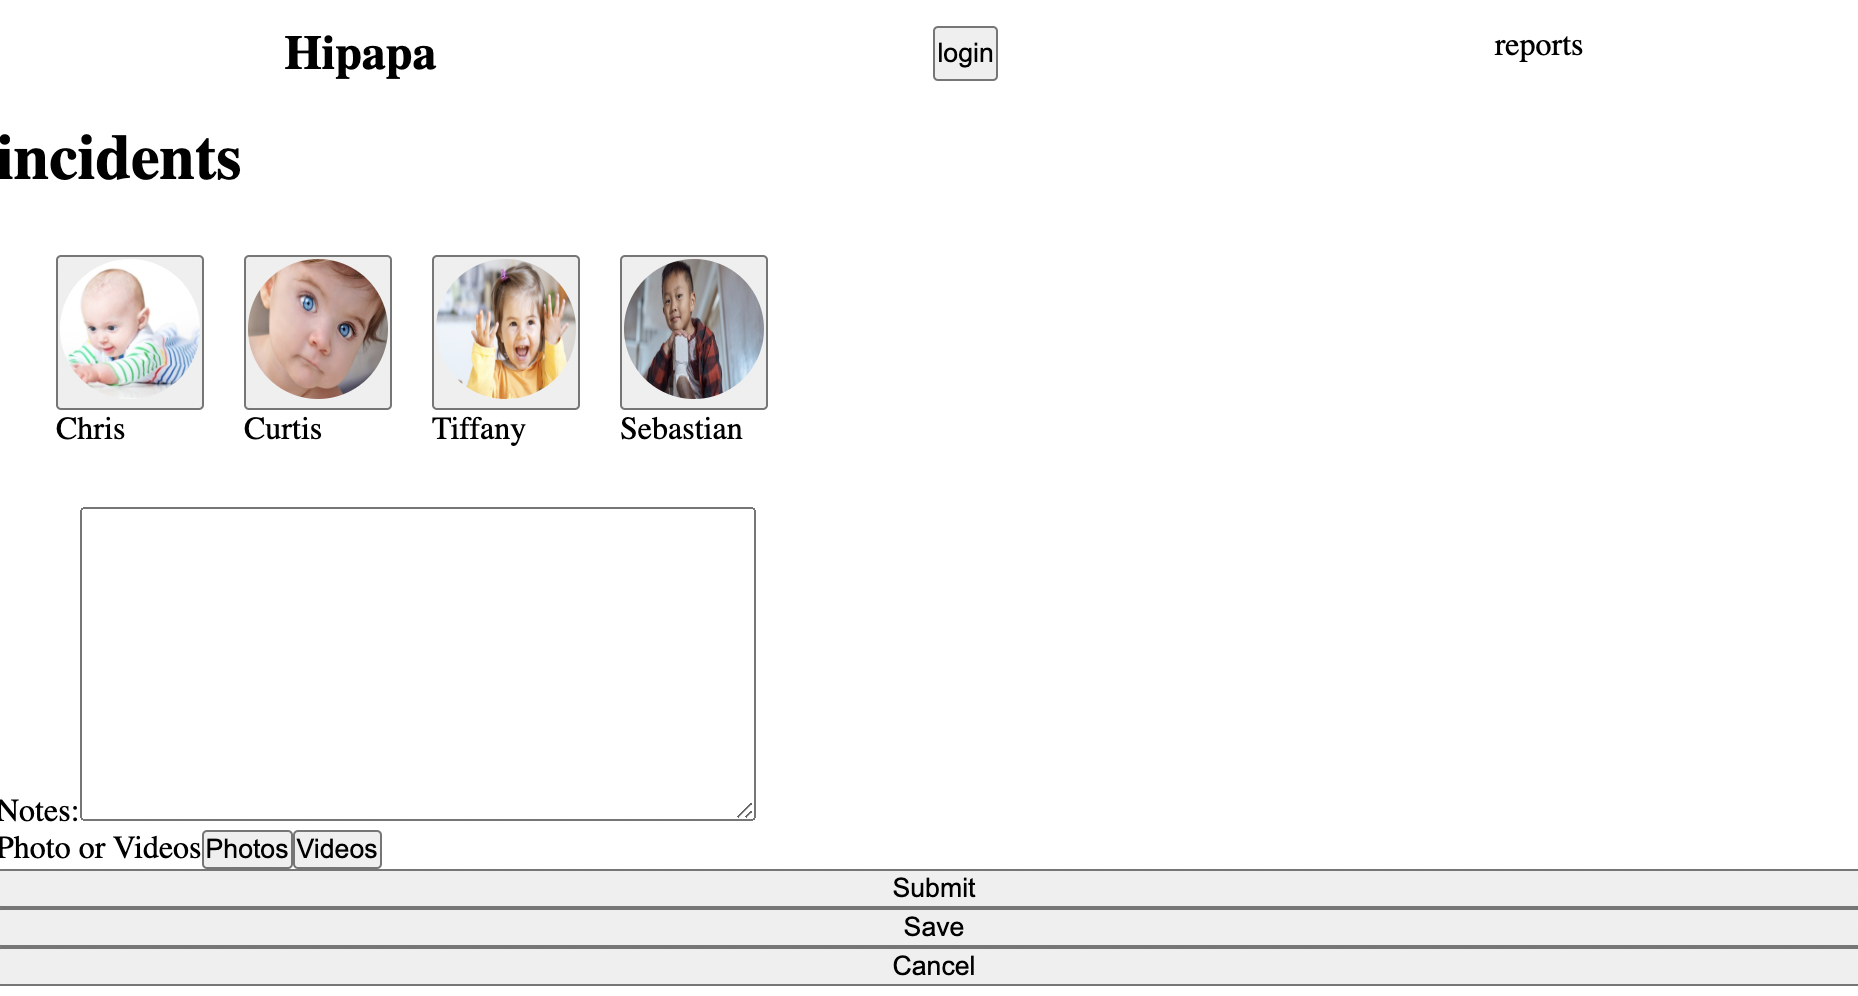 Hipapa login reports
incidents
Chris Curtis Tiffany Sebastian
Notes:
Photo or Videos Photos Videos
Submit
Save
Cancel